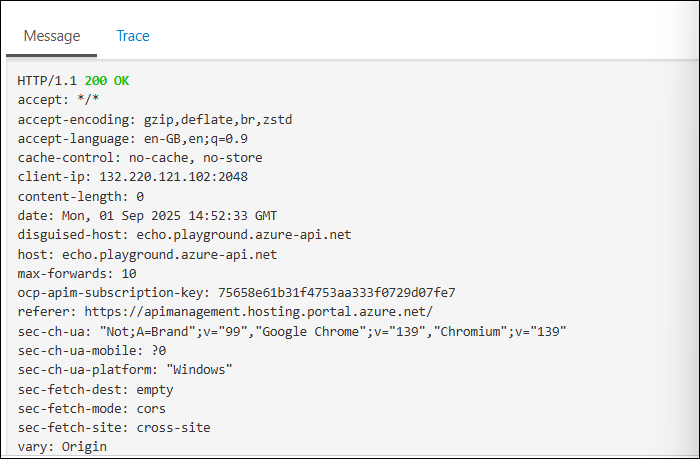 Message
Trace
HTTP/1.1 200 OK
accept: */*
accept-encoding: gzip,deflate,br,zstd
accept-language: en-GB,en;q=0.9
cache-control: no-cache, no-store
client-ip: 132.220.121.102:2048
content-length: 0
date: Mon, 01 Sep 2025 14:52:33 GMT
disguised-host: echo.playground.azure-api.net
host: echo.playground.azure-api.net
max-forwards: 10
ocp-apim-subscription-key: 75658e61b31f4753aa333f0729d07fe7
referer: https://apimanagement.hosting.portal.azure.net/
sec-ch-ua: "Not;A=Brand";v="99","Google Chrome";v="139","Chromium";v="139"
sec-ch-ua-mobile: ?0
sec-ch-ua-platform: "Windows"
sec-fetch-dest: empty
sec-fetch-mode: cors
sec-fetch-site: cross-site
vary: Origin